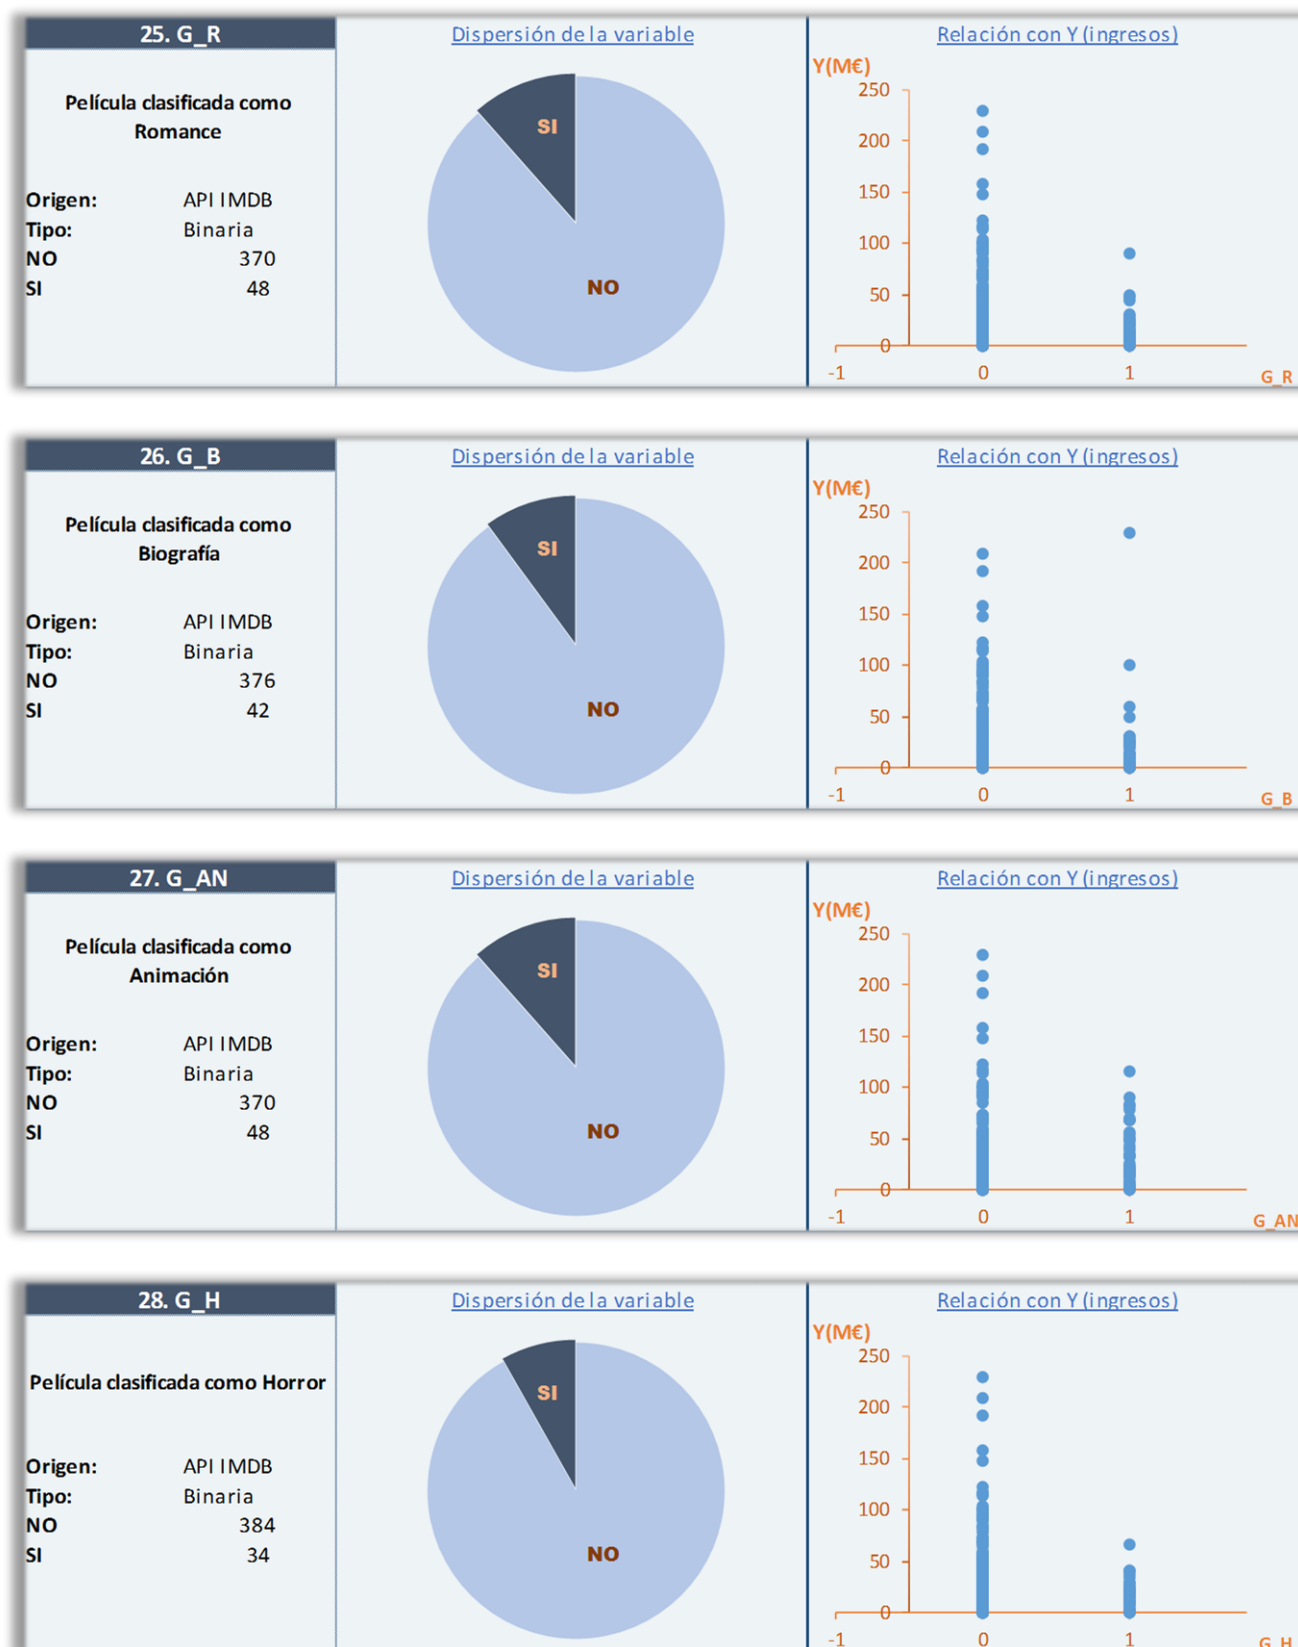 25. G_R
Película clasificada como
Romance
Origen: API IMDB
Tipo: Binaria
NO 370
SI 48
Dispersión de la variable
SI
NO
Relación con Y (ingresos)
Y(M€)
250
200
150
100
50
0
-1 0 1
G_R
26. G_B
Película clasificada como
Biografía
Origen: API IMDB
Tipo: Binaria
NO 376
SI 42
Dispersión de la variable
SI
NO
Relación con Y (ingresos)
Y(M€)
250
200
150
100
50
0
-1 0 1
G_B
27. G_AN
Película clasificada como
Animación
Origen: API IMDB
Tipo: Binaria
NO 370
SI 48
Dispersión de la variable
SI
NO
Relación con Y (ingresos)
Y(M€)
250
200
150
100
50
0
-1 0 1
G_AN
28. G_H
Película clasificada como Horror
Origen: API IMDB
Tipo: Binaria
NO 384
SI 34
Dispersión de la variable
SI
NO
Relación con Y (ingresos)
Y(M€)
250
200
150
100
50
0
-1 0 1
G_H